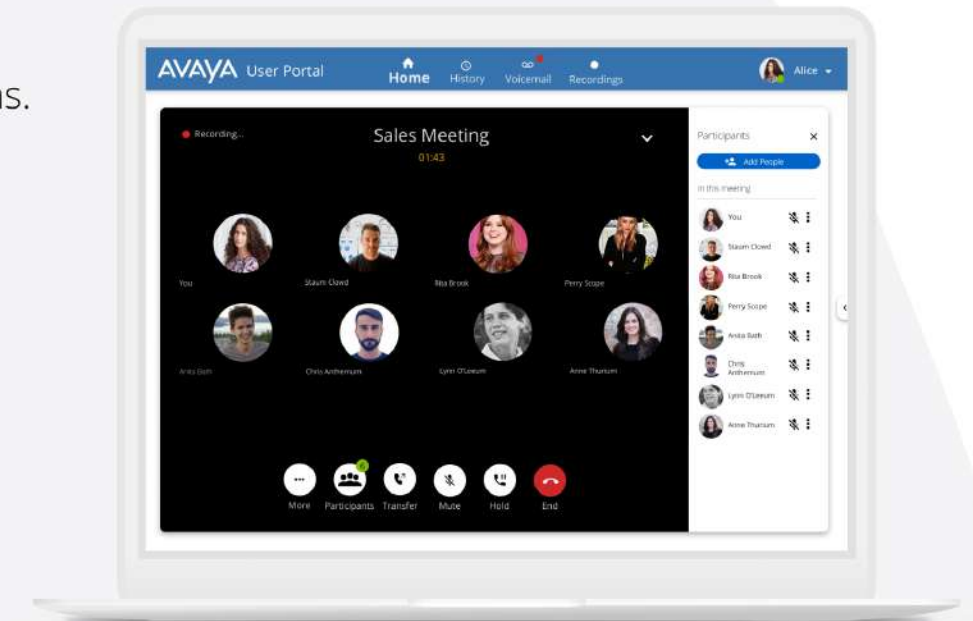 ns.
AVAYA User Portal
Home
History
Voicemail
Recordings
Alice
Recording...
Sales Meeting
01:43
You
Staum Clowd
Rita Brook
Perry Scope
Anita Bath
Chris Anthemum
Lynn O'Leeum
Anne Thurium
More
Participants
Transfer
Mute
Hold
End
Participants
Add People
In this meeting
You
Staum Clowd
Rita Brook
Perry Scope
Anita Bath
Chris
Anthemum
Lynn O'Leeum
Anne Thurium